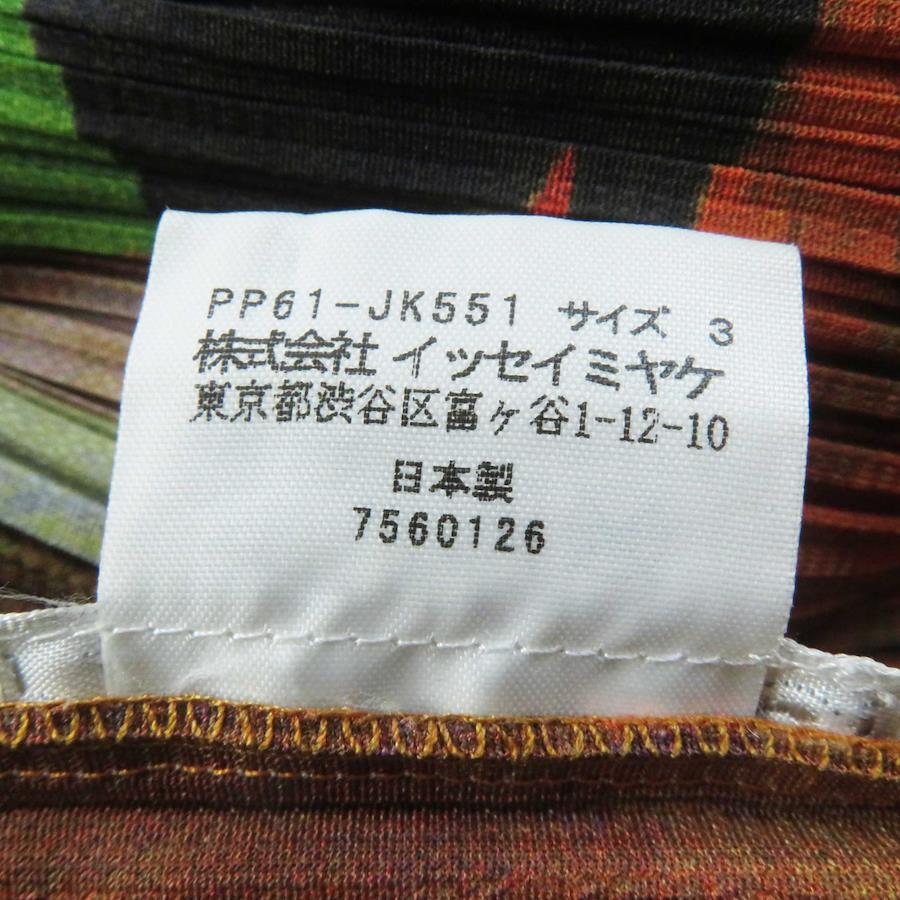 PP61-JK551 サイズ 3
株式会社 イッセイミヤケ
東京都渋谷区富ヶ谷1-12-10
日本製
7560126